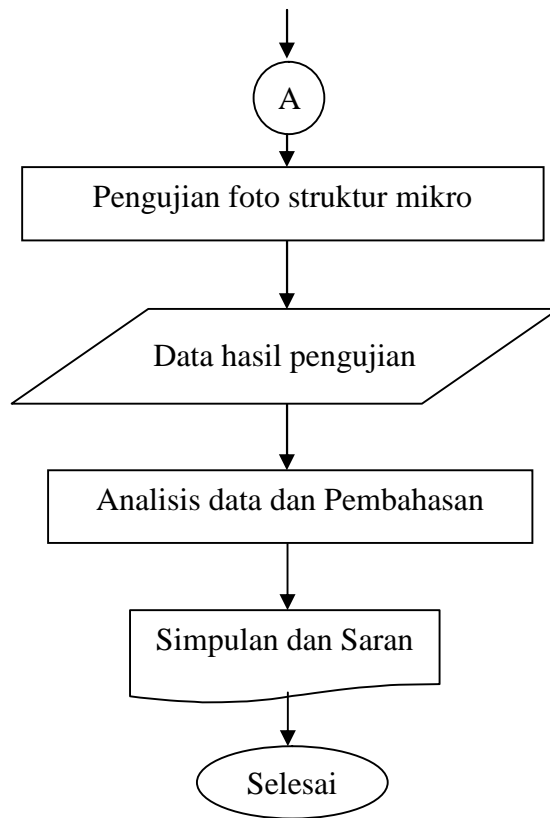 A
Pengujian foto struktur mikro
Data hasil pengujian
Analisis data dan Pembahasan
Simpulan dan Saran
Selesai